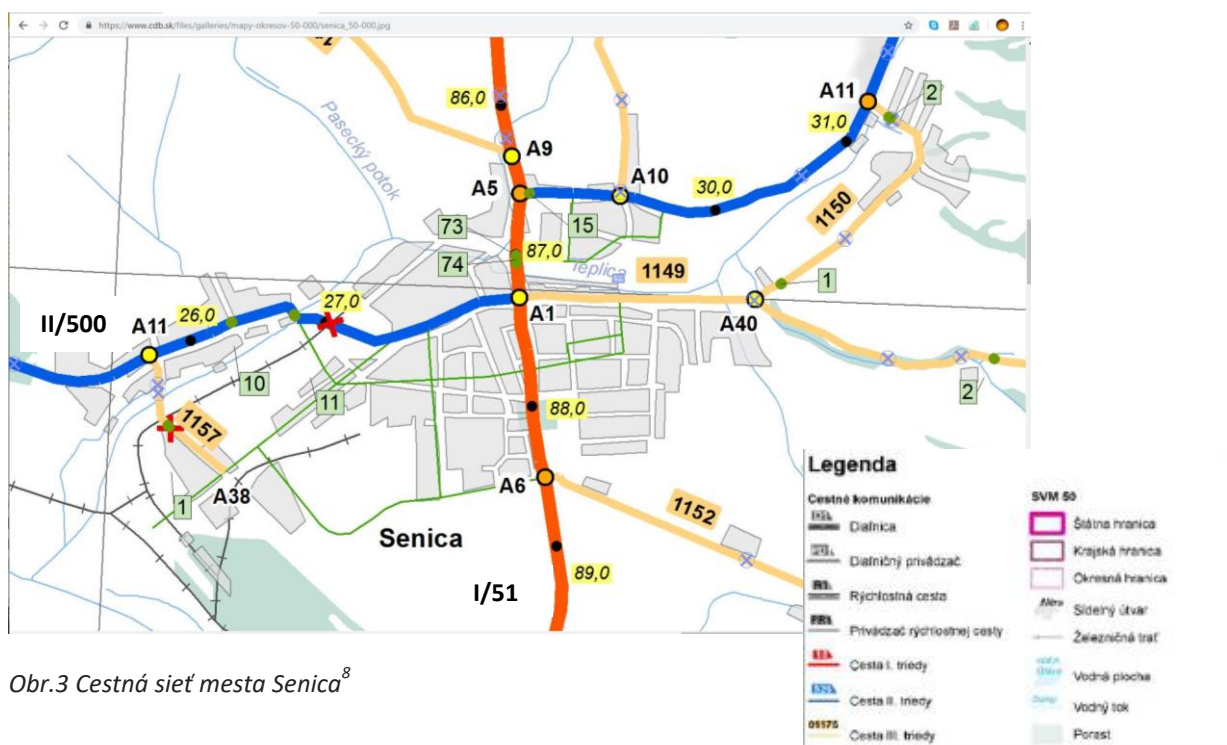 https://www.cdb.sk/files/galleries/mapy-okresov-50-000/senica_50-000.jpg
86,0
A11
2
Pasecký potok
31,0
A9
A5
A10
30,0
15
1150
73
87,0
74
Teplica
1149
1
II/500
A11
26,0
27,0
A1
A40
10
11
2
1157
88,0
1
A38
A6
1152
Senica
89,0
I/51
Legenda
Cestné komunikácie
SVM 50
Diaľnica
Štátna hranica
Diaľničný privádzač
Krajská hranica
R1
Rýchlostná cesta
Okresná hranica
PR1
Privádzač rýchlostnej cesty
Sídelný útvar
Železničná trať
Cesta I. triedy
Vodná plocha
Cesta II. triedy
Vodný tok
Cesta III. triedy
Porast
Obr.3 Cestná sieť mesta Senica8